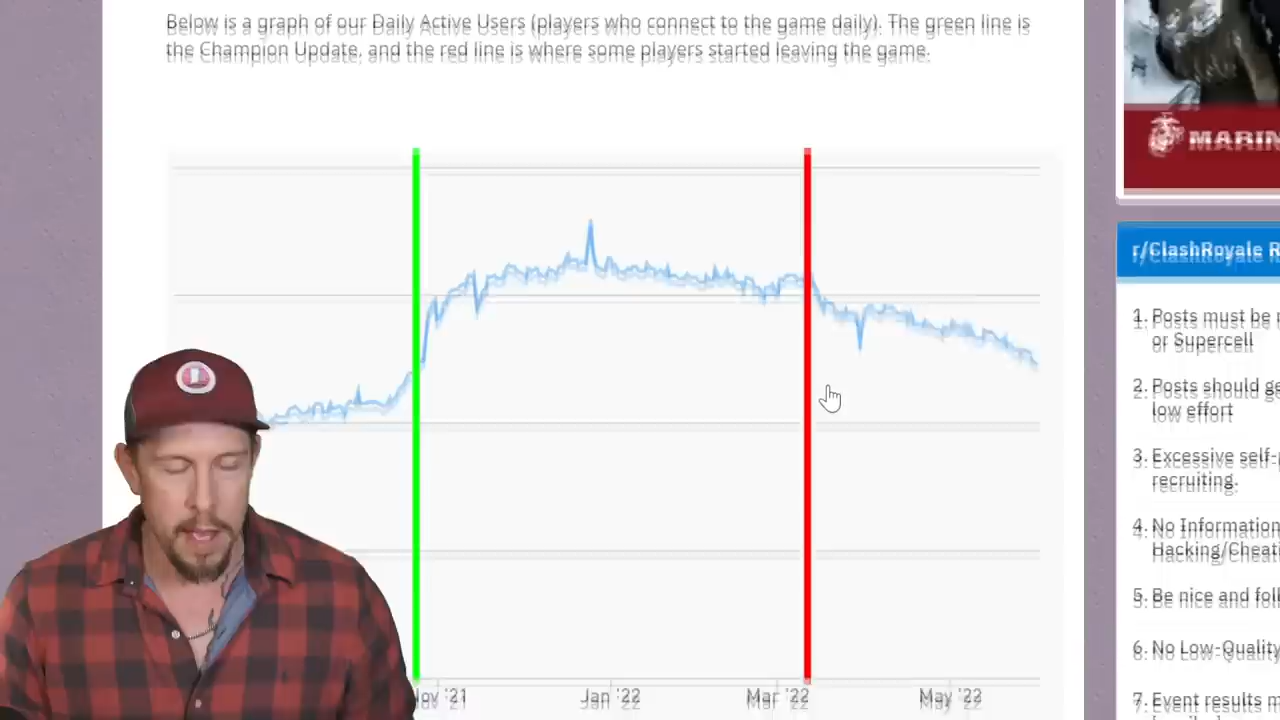 Below is a graph of our Daily Active Users (players who connect to the game daily). The green line is
the Champion Update, and the red line is where some players started leaving the game.
MARIN
r/ClashRoyale R
1. Posts must be r
or Supercell
2. Posts should ge
low effort
3. Excessive self-p
recruiting.
4. No Information
Hacking/Cheati
5. Be nice and foll
6. No Low-Quality
7. Event results m
Nov '21
Jan '22
Mar '22
May '22